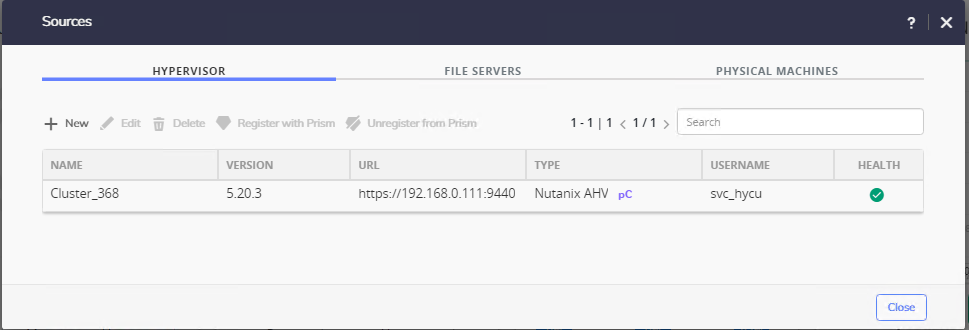 Sources
?
HYPERVISOR FILE SERVERS PHYSICAL MACHINES
New Edit Delete Register with Prism Unregister from Prism 1 - 1 | 1 < 1 / 1 > Search
NAME VERSION URL TYPE USERNAME HEALTH
Cluster_368 5.20.3 https://192.168.0.111:9440 Nutanix AHV pC svc_hycu
Close